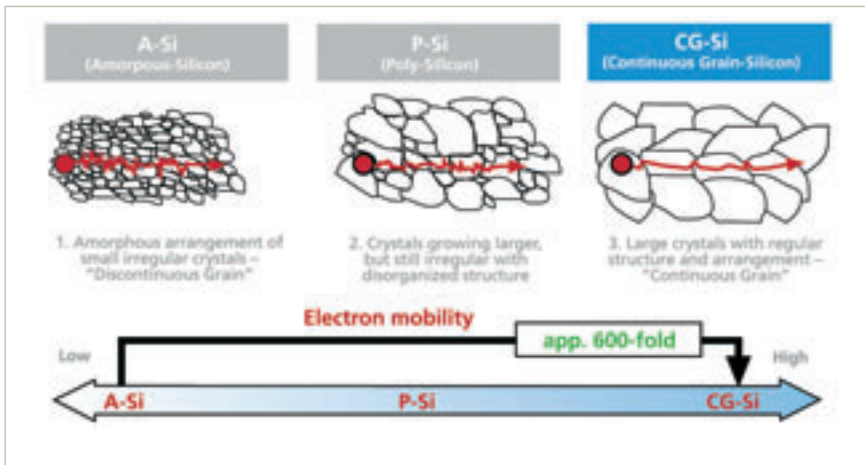 A-Si
(Amorpous-Silicon)
P-Si
(Poly-Silicon)
CG-Si
(Continuous Grain-Silicon)
1. Amorphous arrangement of
small irregular crystals –
"Discontinuous Grain"
2. Crystals growing larger,
but still irregular with
disorganized structure
3. Large crystals with regular
structure and arrangement –
"Continuous Grain"
Electron mobility
app. 600-fold
Low
High
A-Si
P-Si
CG-Si